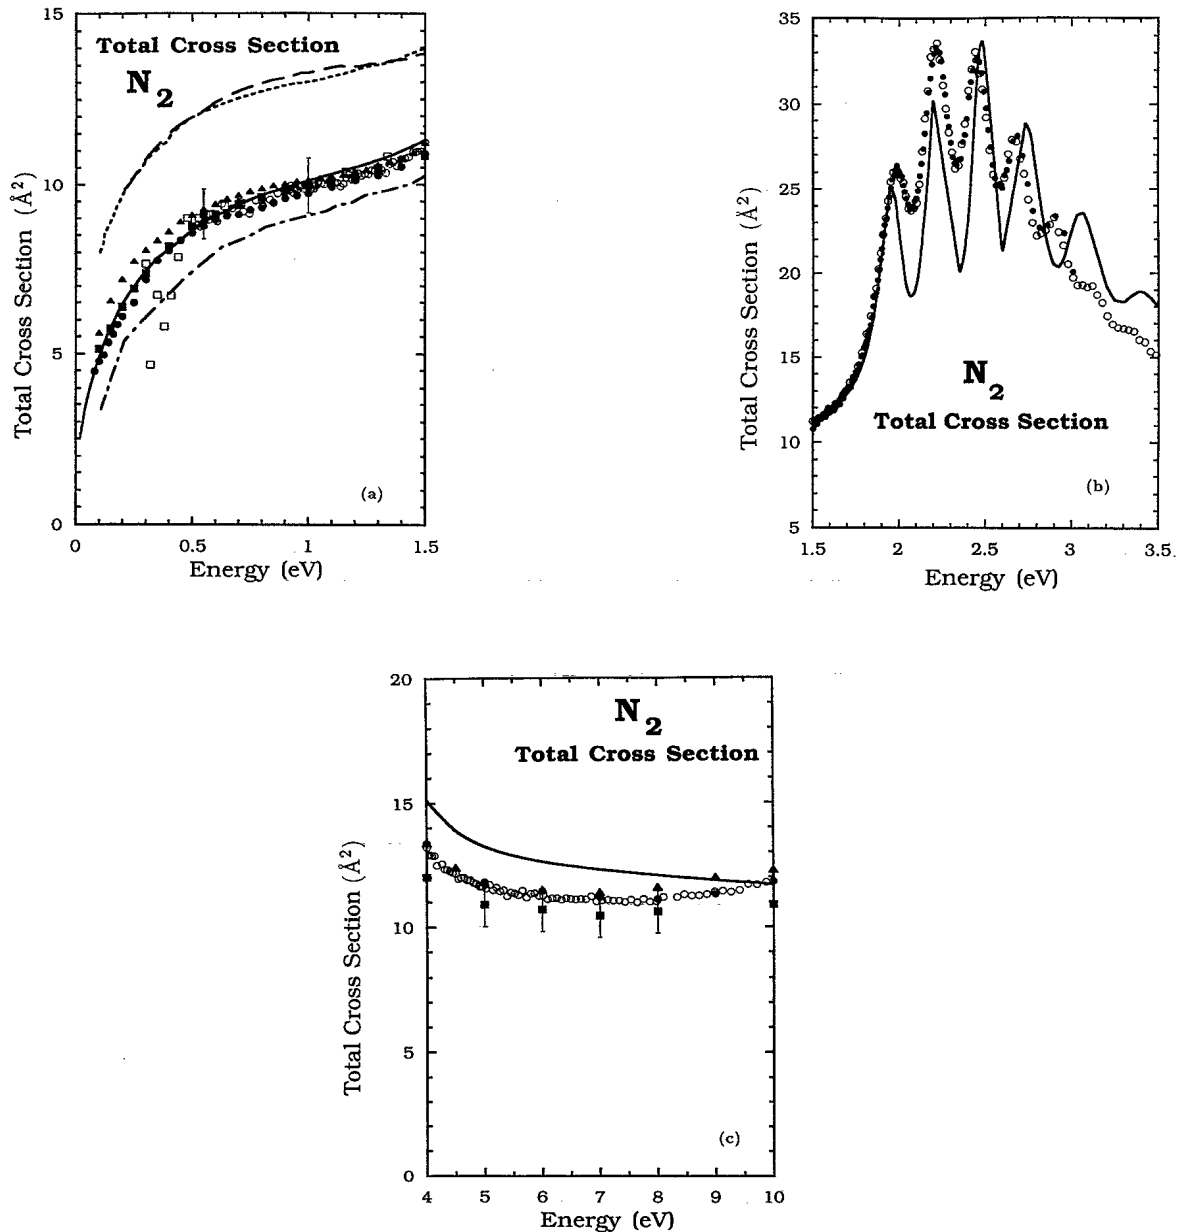 15
Total Cross Section
N2
10
5
0
Total Cross Section (Å²)
(a)
0 0.5 1 1.5
Energy (eV)
35
30
25
20
15
10
5
Total Cross Section (Å²)
N2
Total Cross Section
(b)
1.5 2 2.5 3 3.5
Energy (eV)
20
N2
Total Cross Section
15
10
5
0
Total Cross Section (Å²)
(c)
4 5 6 7 8 9 10
Energy (eV)